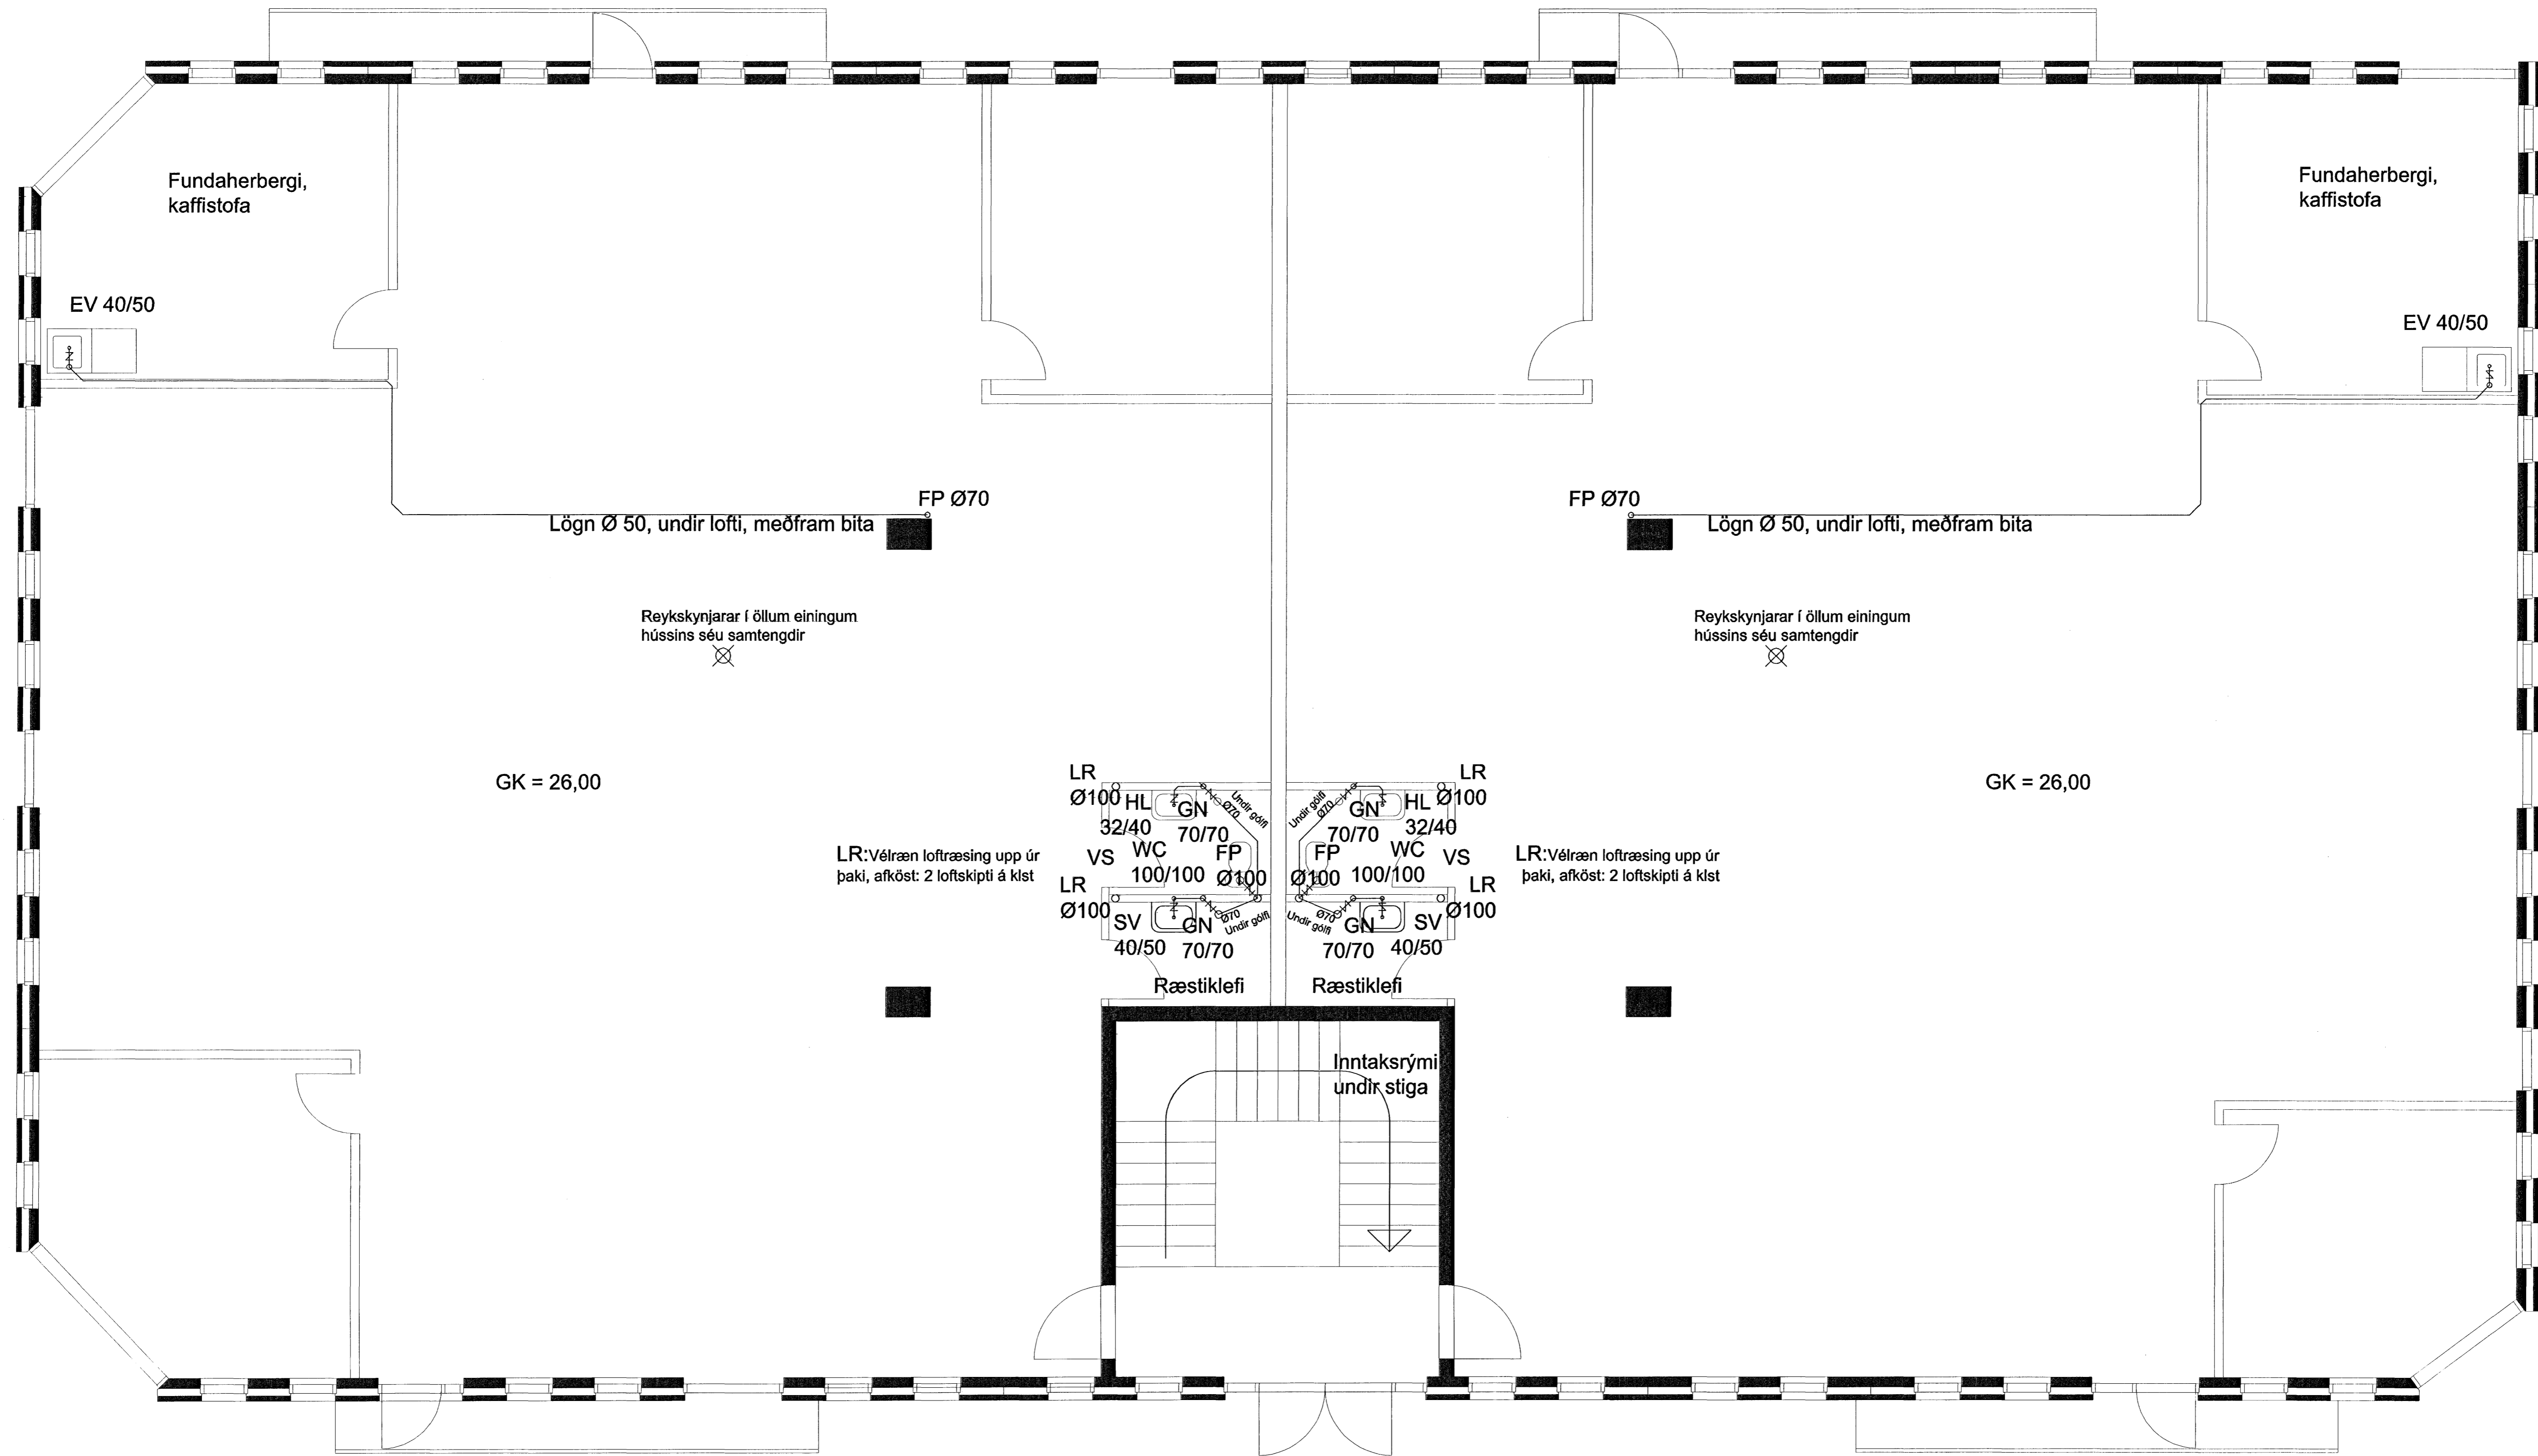 Fundaherbergi,
kaffistofa
Fundaherbergi,
kaffistofa
EV 40/50
EV 40/50
FP Ø70
FP Ø70
Lögn Ø 50, undir lofti, meðfram bita
Lögn Ø 50, undir lofti, meðfram bita
Reykskynjarar í öllum einingum
hússins séu samtengdir
Reykskynjarar í öllum einingum
hússins séu samtengdir
GK = 26,00
GK = 26,00
LR
Ø100
HL
32/40
GN
70/70
Ø70
Undir gólfi
VS
WC
100/100
FP
Ø100
LR
Ø100
SV
40/50
GN
70/70
Ø70
Undir gólfi
Ræstiklefi
LR:Vélræn loftræsing upp úr
þaki, afköst: 2 loftskipti á klst
Undir gólfi
Ø70
GN
70/70
HL
32/40
LR
Ø100
FP
Ø100
WC
100/100
VS
LR
Ø100
Undir gólfi
Ø70
GN
70/70
SV
40/50
Ræstiklefi
LR:Vélræn loftræsing upp úr
þaki, afköst: 2 loftskipti á klst
Inntaksrými
undir stiga